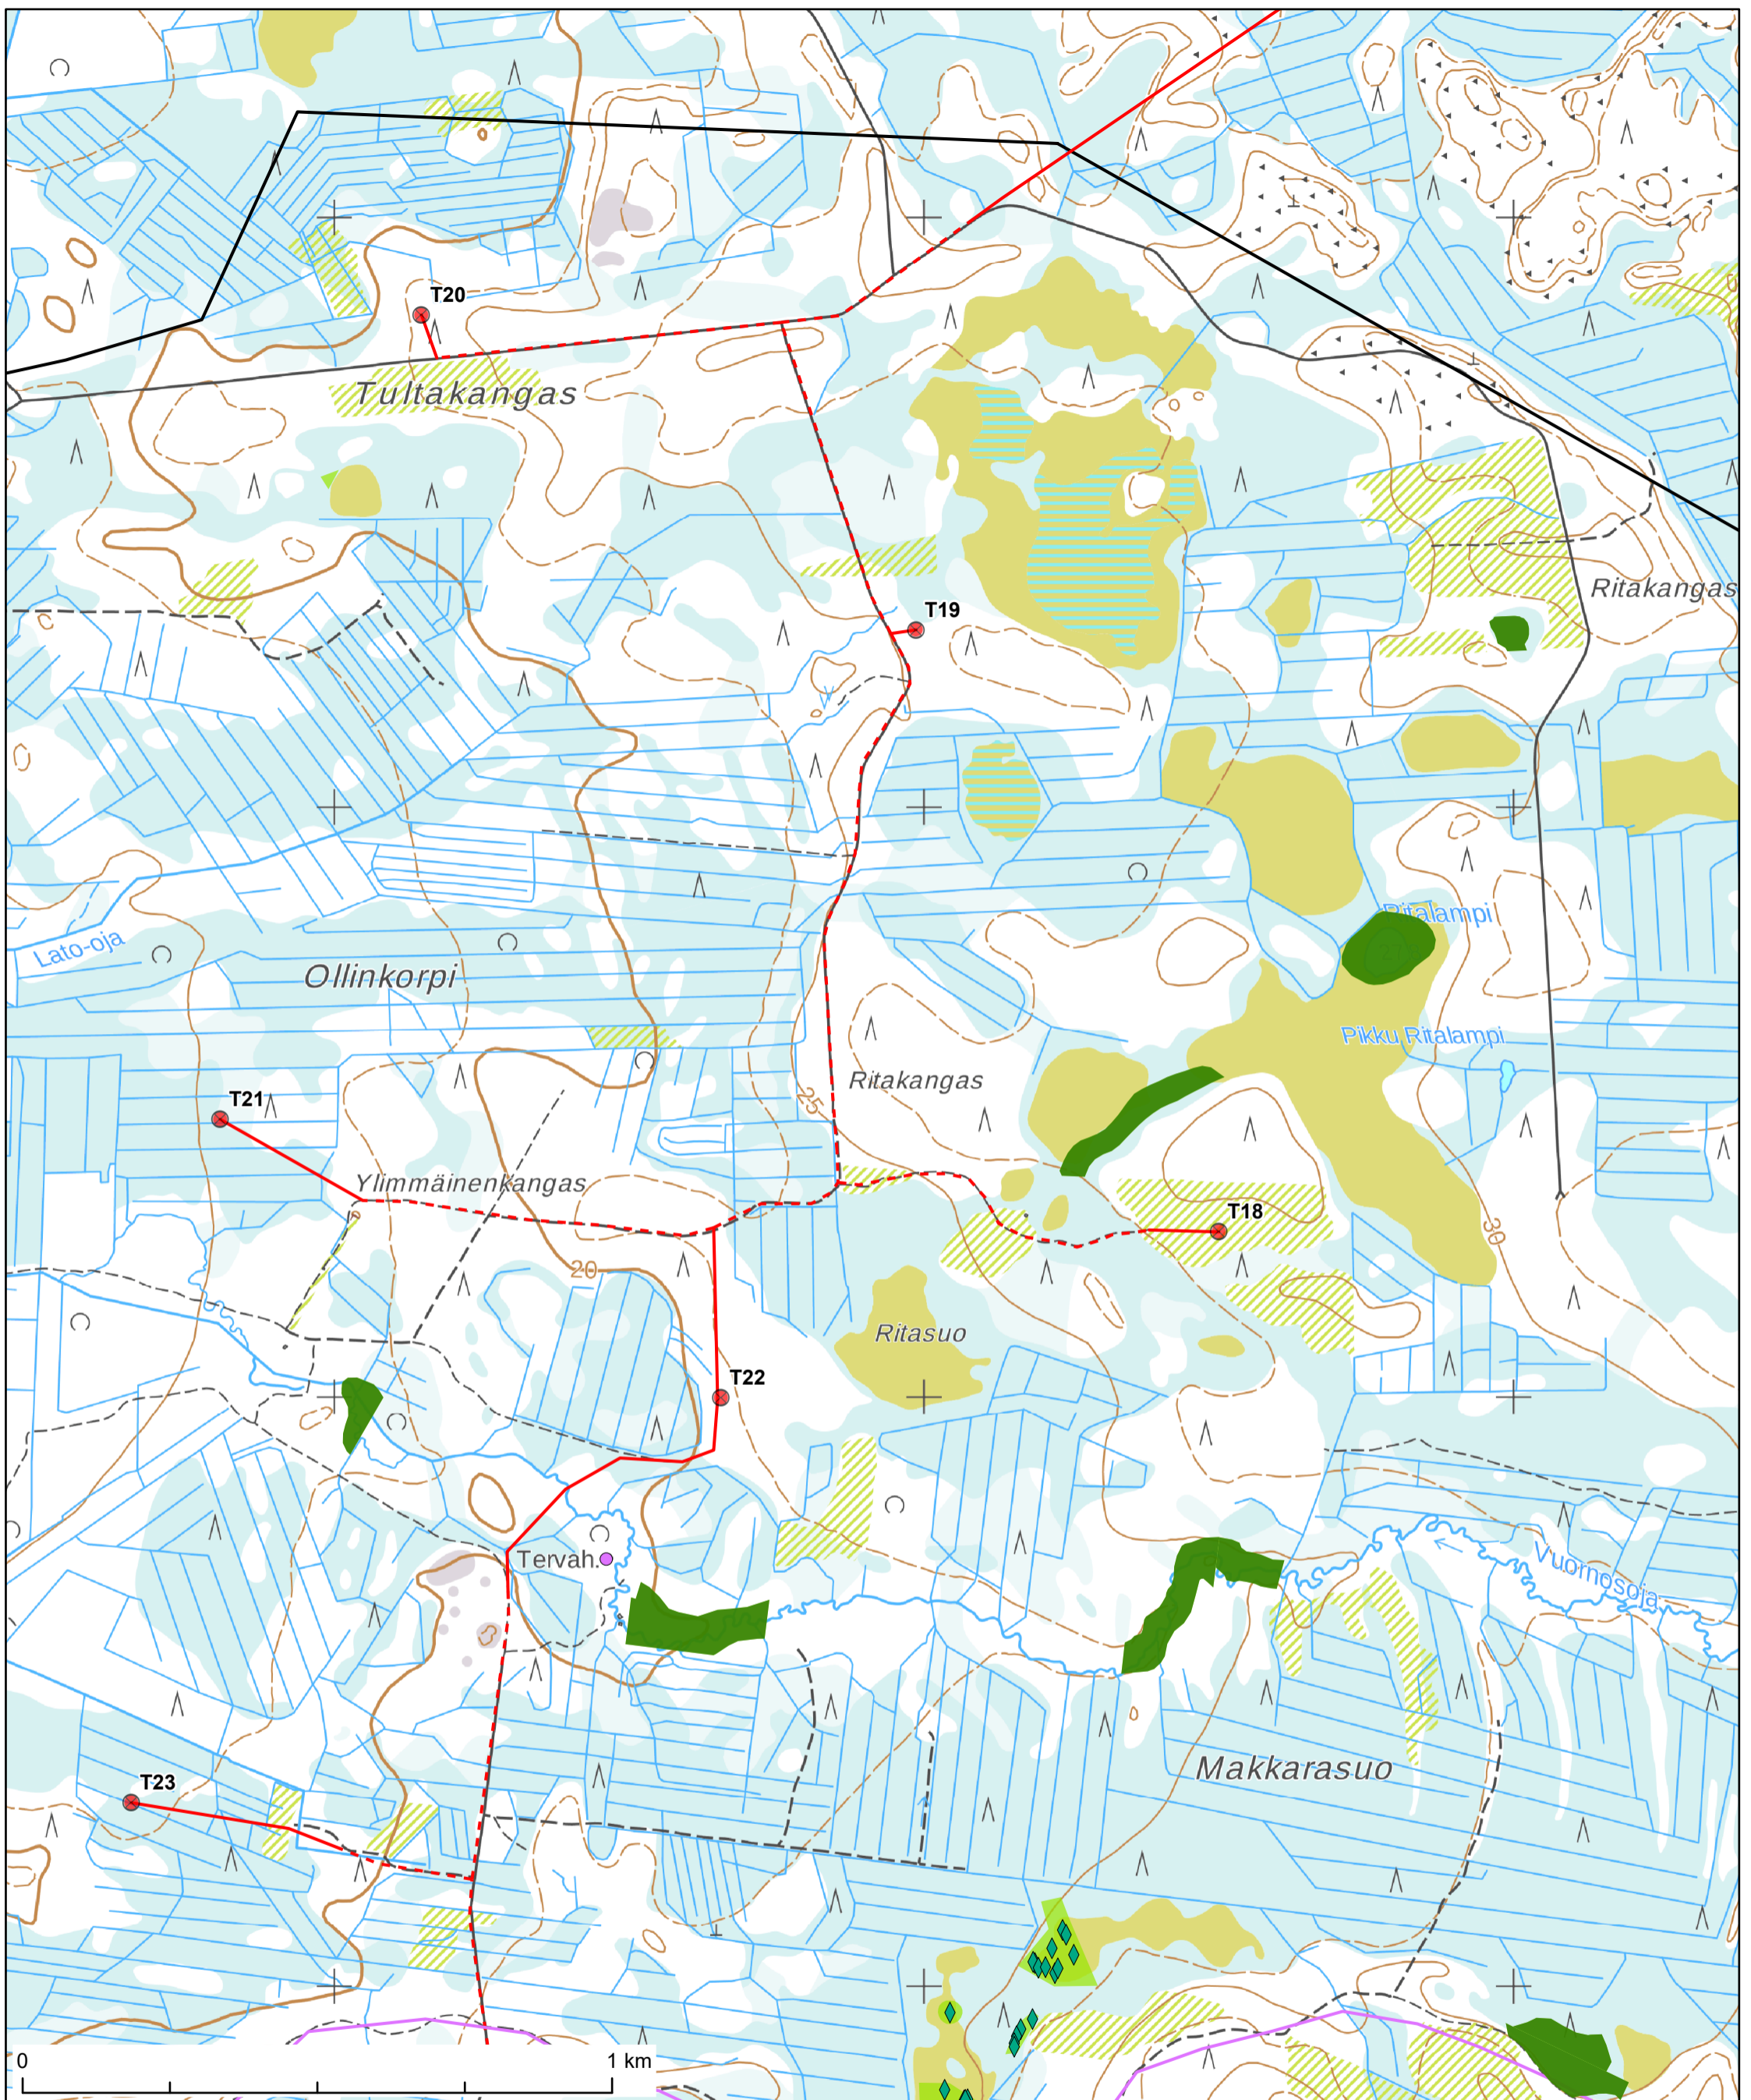 T20
Tultakangas
Ritakangas
T19
Ritalampi
27
Lato-oja
Ollinkorpi
Pikku Ritalampi
Ritakangas
T21
25
Ylimmäinenkangas
T18
30
20
Ritasuo
T22
Tervah.
Vuornosoja
Makkarasuo
T23
0
1 km